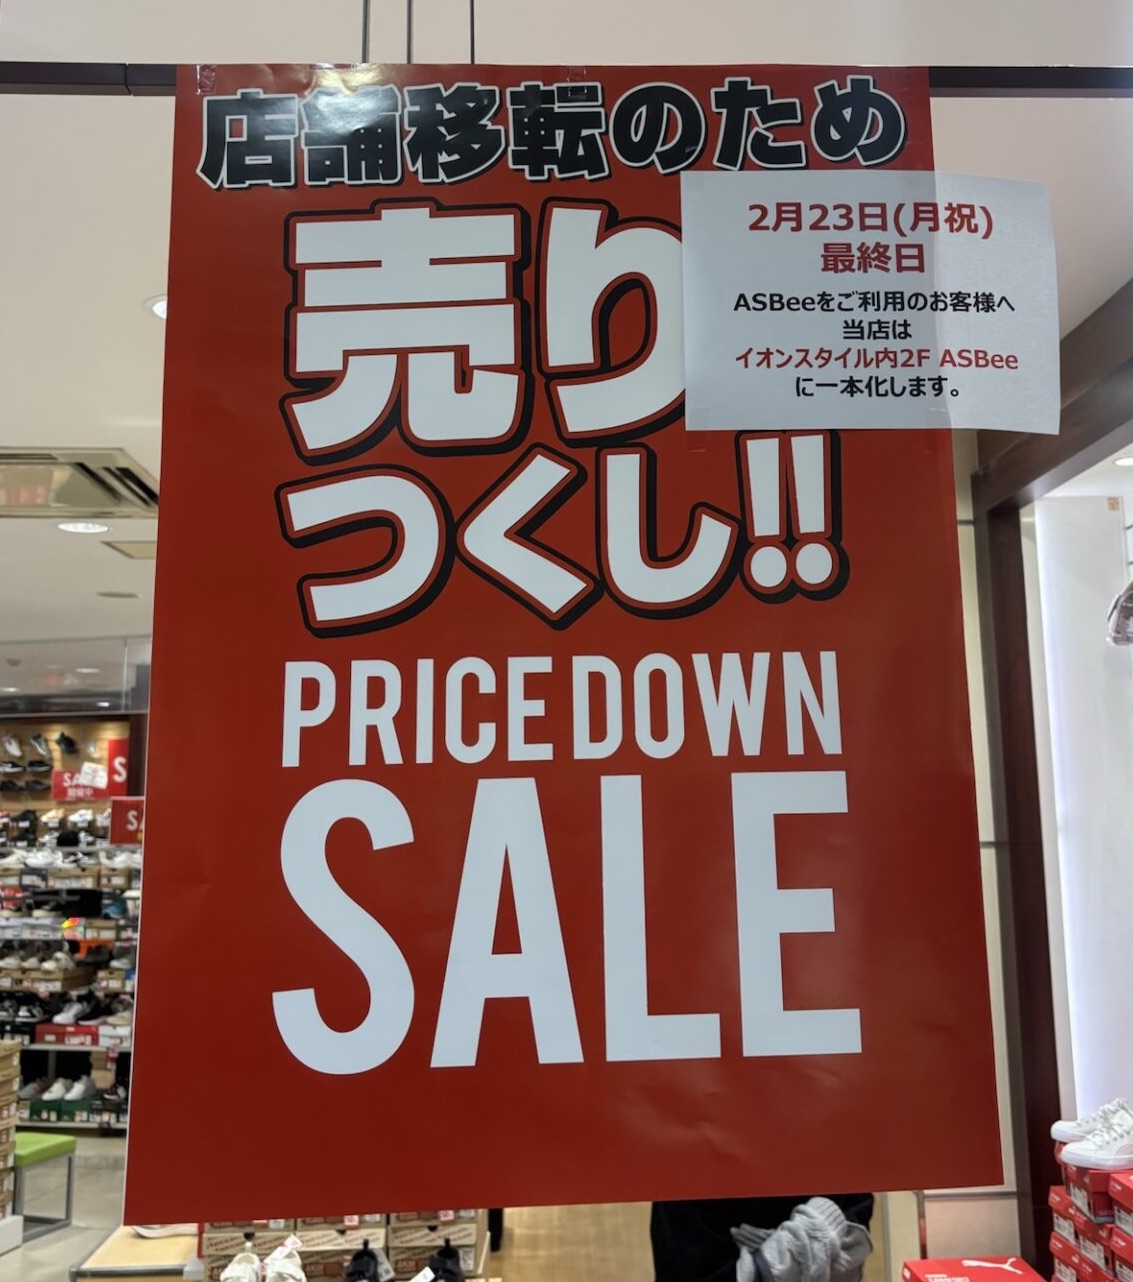 店舗移転のため
売り
つくし!!
2月23日(月祝)
最終日
ASBeeをご利用のお客様へ
当店は
イオンスタイル内2F ASBee
に一本化します。
PRICE DOWN
SALE